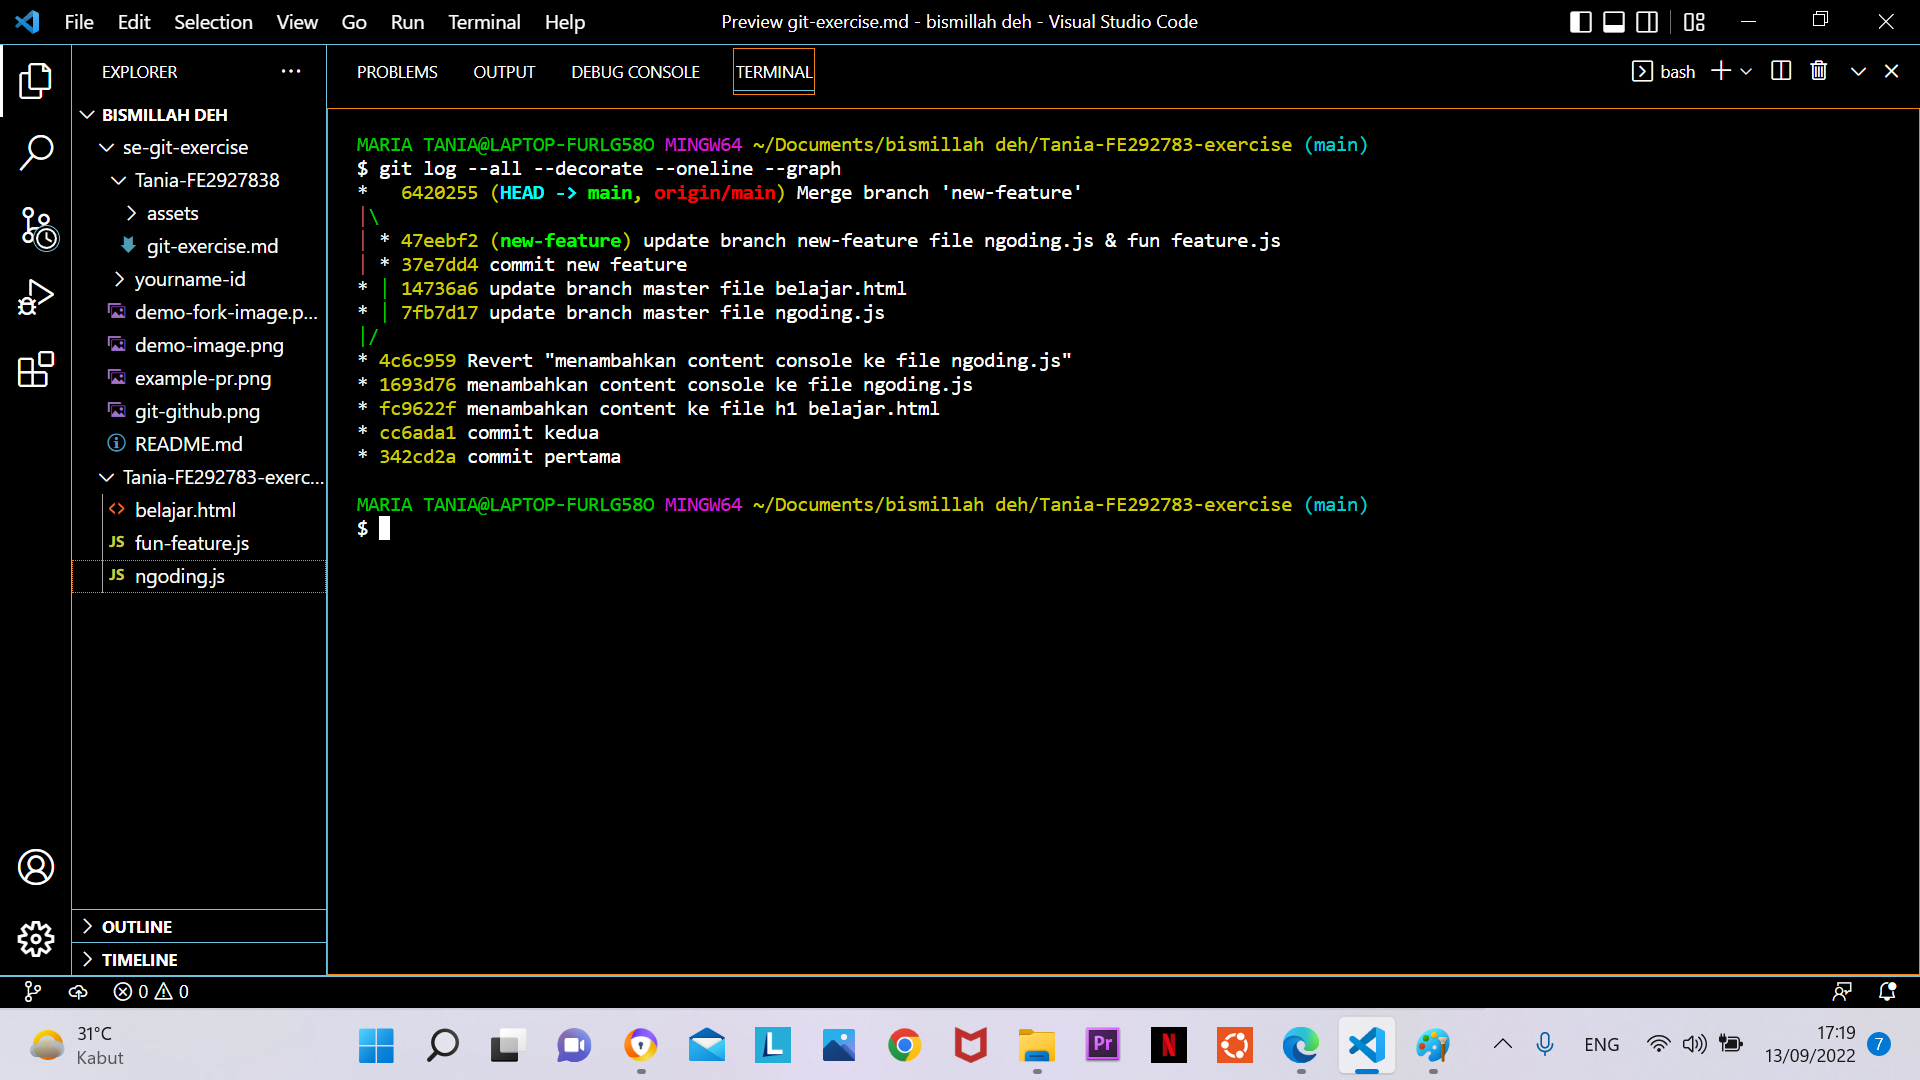 File Edit Selection View Go Run Terminal Help
Preview git-exercise.md - bismillah deh - Visual Studio Code
EXPLORER
BISMILLAH DEH
se-git-exercise
Tania-FE2927838
assets
git-exercise.md
yourname-id
demo-fork-image.p...
demo-image.png
example-pr.png
git-github.png
README.md
Tania-FE292783-exerc...
<> belajar.html
JS fun-feature.js
JS ngoding.js
OUTLINE
TIMELINE
PROBLEMS OUTPUT DEBUG CONSOLE TERMINAL
bash
MARIA TANIA@LAPTOP-FURLG58O MINGW64 ~/Documents/bismillah deh/Tania-FE292783-exercise (main)
$ git log --all --decorate --oneline --graph
*   6420255 (HEAD -> main, origin/main) Merge branch 'new-feature'
|\
| * 47eebf2 (new-feature) update branch new-feature file ngoding.js & fun feature.js
| * 37e7dd4 commit new feature
* | 14736a6 update branch master file belajar.html
* | 7fb7d17 update branch master file ngoding.js
|/
* 4c6c959 Revert "menambahkan content console ke file ngoding.js"
* 1693d76 menambahkan content console ke file ngoding.js
* fc9622f menambahkan content ke file h1 belajar.html
* cc6ada1 commit kedua
* 342cd2a commit pertama
MARIA TANIA@LAPTOP-FURLG58O MINGW64 ~/Documents/bismillah deh/Tania-FE292783-exercise (main)
$
0 0
31°C
Kabut
L
Pr
N
ENG
17:19
13/09/2022
7